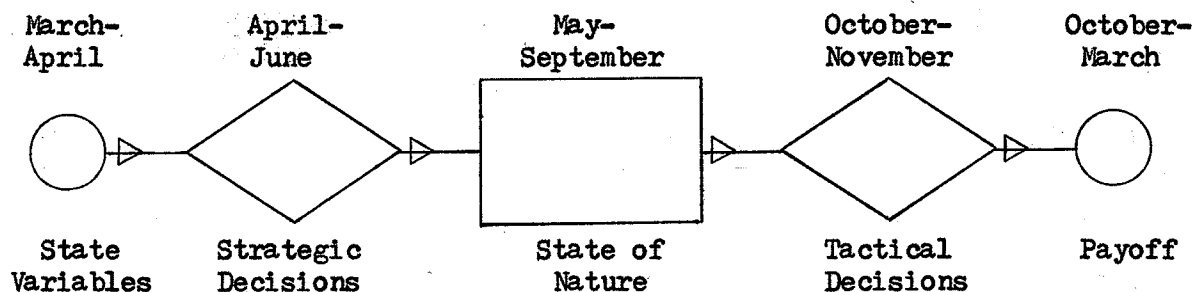 March-
April
April-
June
May-
September
October-
November
October-
March
State
Variables
Strategic
Decisions
State of
Nature
Tactical
Decisions
Payoff